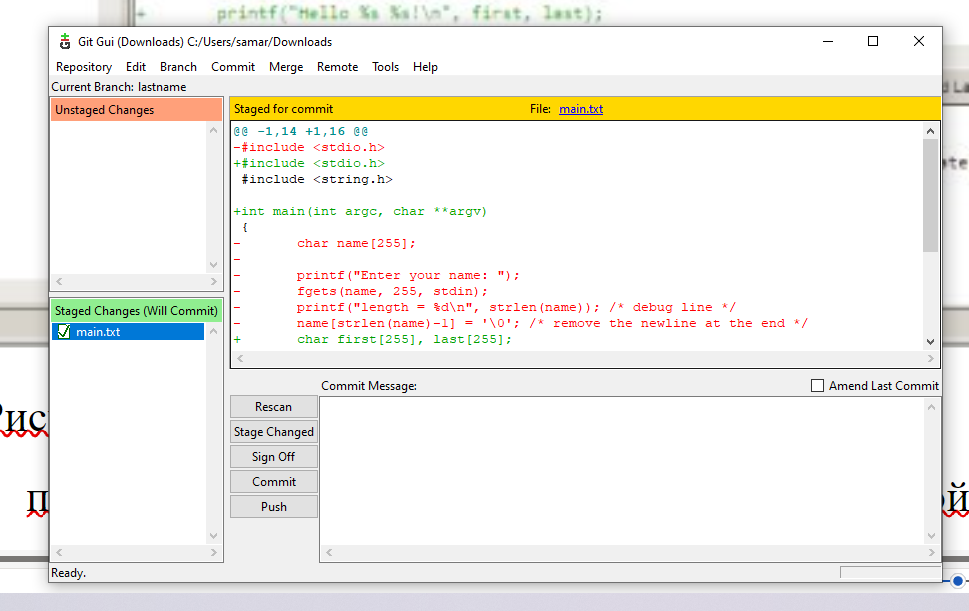 + printf("Hello %s %s!\n", first, last);
Git Gui (Downloads) C:/Users/samar/Downloads
Repository Edit Branch Commit Merge Remote Tools Help
Current Branch: lastname
Unstaged Changes
Staged for commit File: main.txt
@@ -1,14 +1,16 @@
-#include <stdio.h>
+#include <stdio.h>
 #include <string.h>
+int main(int argc, char **argv)
 {
-       char name[255];
-
-       printf("Enter your name: ");
-       fgets(name, 255, stdin);
-       printf("length = %d\n", strlen(name)); /* debug line */
-       name[strlen(name)-1] = '\0'; /* remove the newline at the end */
+       char first[255], last[255];
Staged Changes (Will Commit)
main.txt
Commit Message: Amend Last Commit
Rescan
Stage Changed
Sign Off
Commit
Push
Ready.